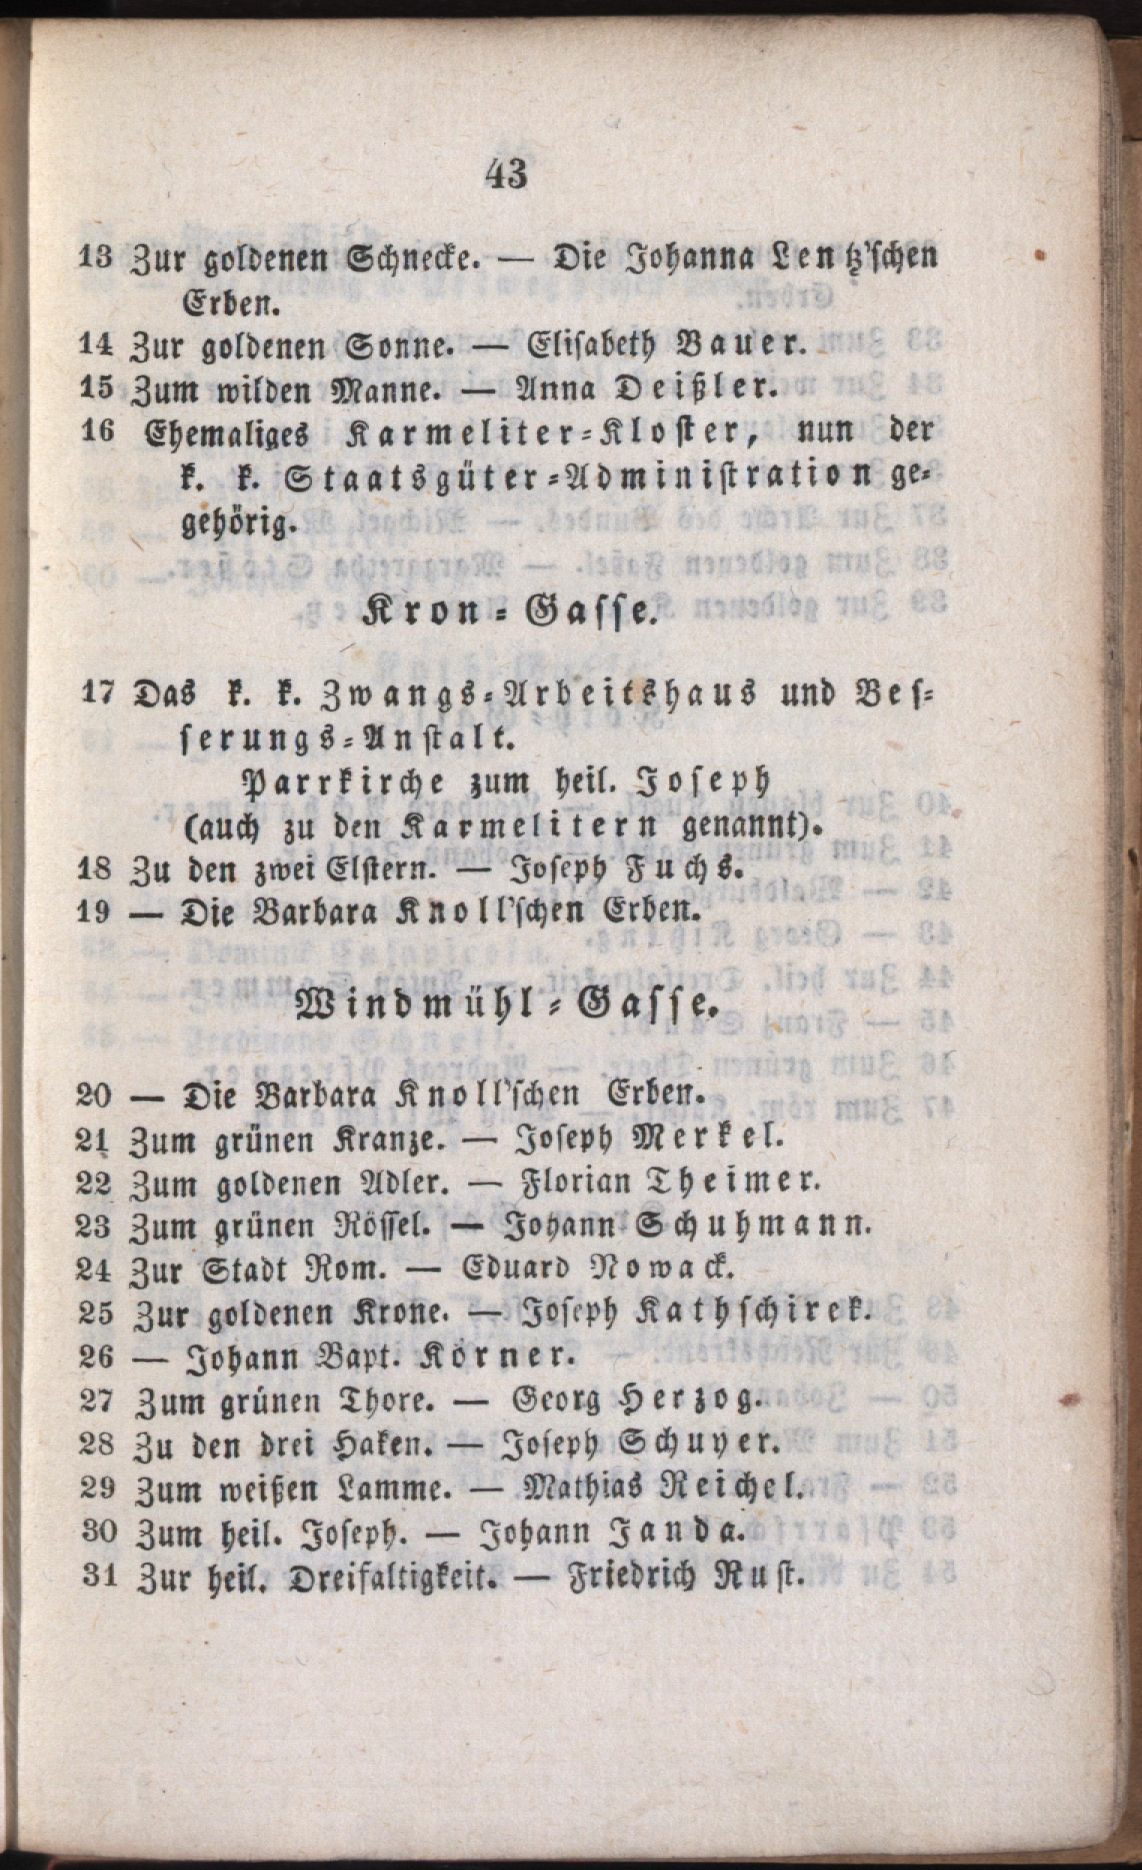 43
13 Zur goldenen Schnecke. — Die Johanna Lentz'schen
Erben.
14 Zur goldenen Sonne. — Elisabeth Bauer.
15 Zum wilden Manne. — Anna Deißler.
16 Ehemaliges Karmeliter-Kloster, nun der
k. k. Staatsgüter-Administration ge-
gehörig.
Kron-Gasse.
17 Das k. k. Zwangs-Arbeitshaus und Bes-
serungs-Anstalt.
Parrkirche zum heil. Joseph
(auch zu den Karmelitern genannt).
18 Zu den zwei Elstern. — Joseph Fuchs.
19 — Die Barbara Knoll'schen Erben.
Windmühl-Gasse.
20 — Die Barbara Knoll'schen Erben.
21 Zum grünen Kranze. — Joseph Merkel.
22 Zum goldenen Adler. — Florian Theimer.
23 Zum grünen Rössel. — Johann Schuhmann.
24 Zur Stadt Rom. — Eduard Nowack.
25 Zur goldenen Krone. — Joseph Kathschirek.
26 — Johann Bapt. Körner.
27 Zum grünen Thore. — Georg Herzog.
28 Zu den drei Haken. — Joseph Schuyer.
29 Zum weißen Lamme. — Mathias Reichel.
30 Zum heil. Joseph. — Johann Janda.
31 Zur heil. Dreifaltigkeit. — Friedrich Rust.